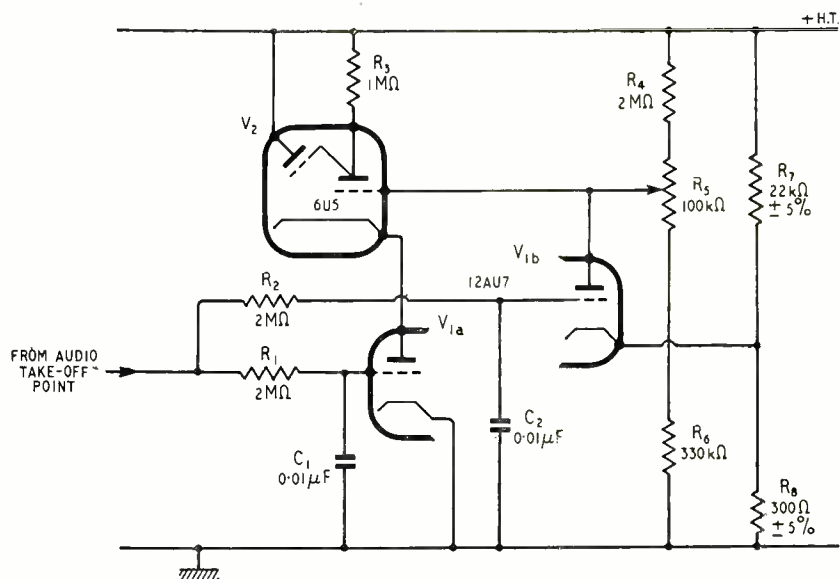 + H.T.
R₃
1MΩ
R₄
2MΩ
V₂
6U5
R₅
100kΩ
R₇
22kΩ
± 5%
V₁b
12AU7
R₂
2MΩ
V₁a
FROM AUDIO
TAKE-OFF
POINT
R₁
2MΩ
C₂
0·01μF
C₁
0·01μF
R₆
330kΩ
R₈
300Ω
± 5%